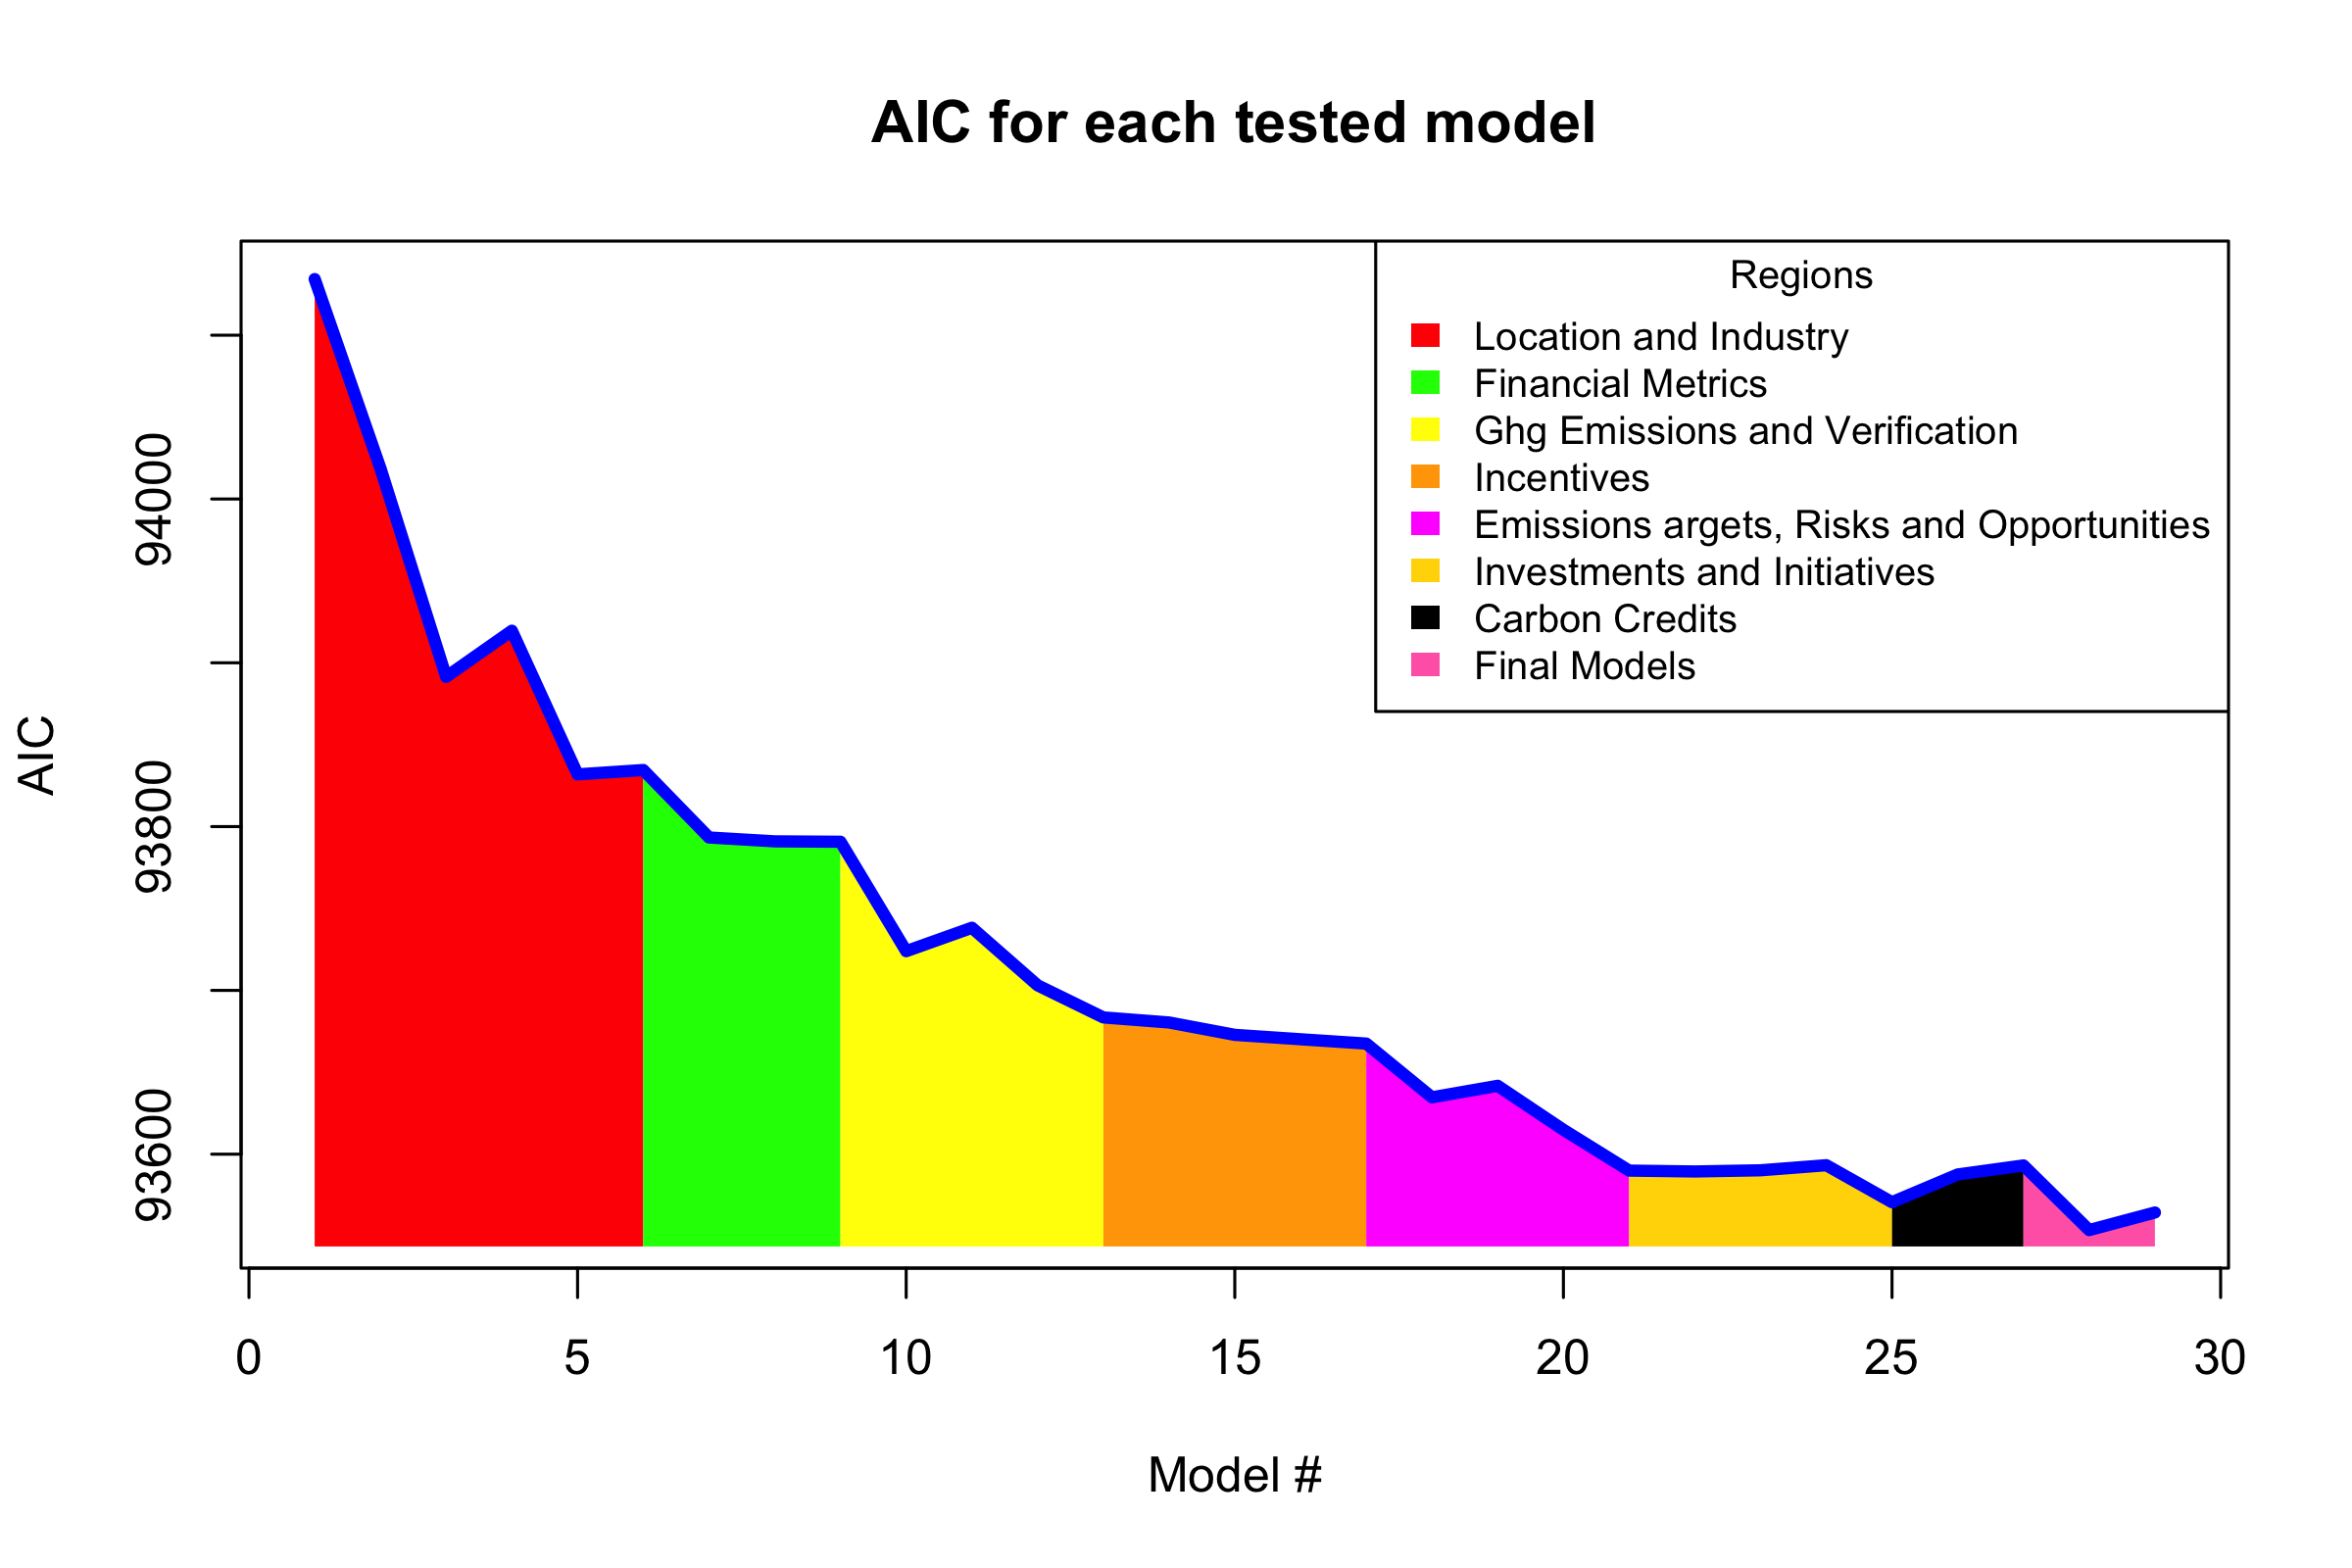 AIC for each tested model
Regions
Location and Industry
Financial Metrics
Ghg Emissions and Verification
Incentives
Emissions argets, Risks and Opportunities
Investments and Initiatives
Carbon Credits
Final Models
AIC
94000
93800
93600
0 5 10 15 20 25 30
Model #